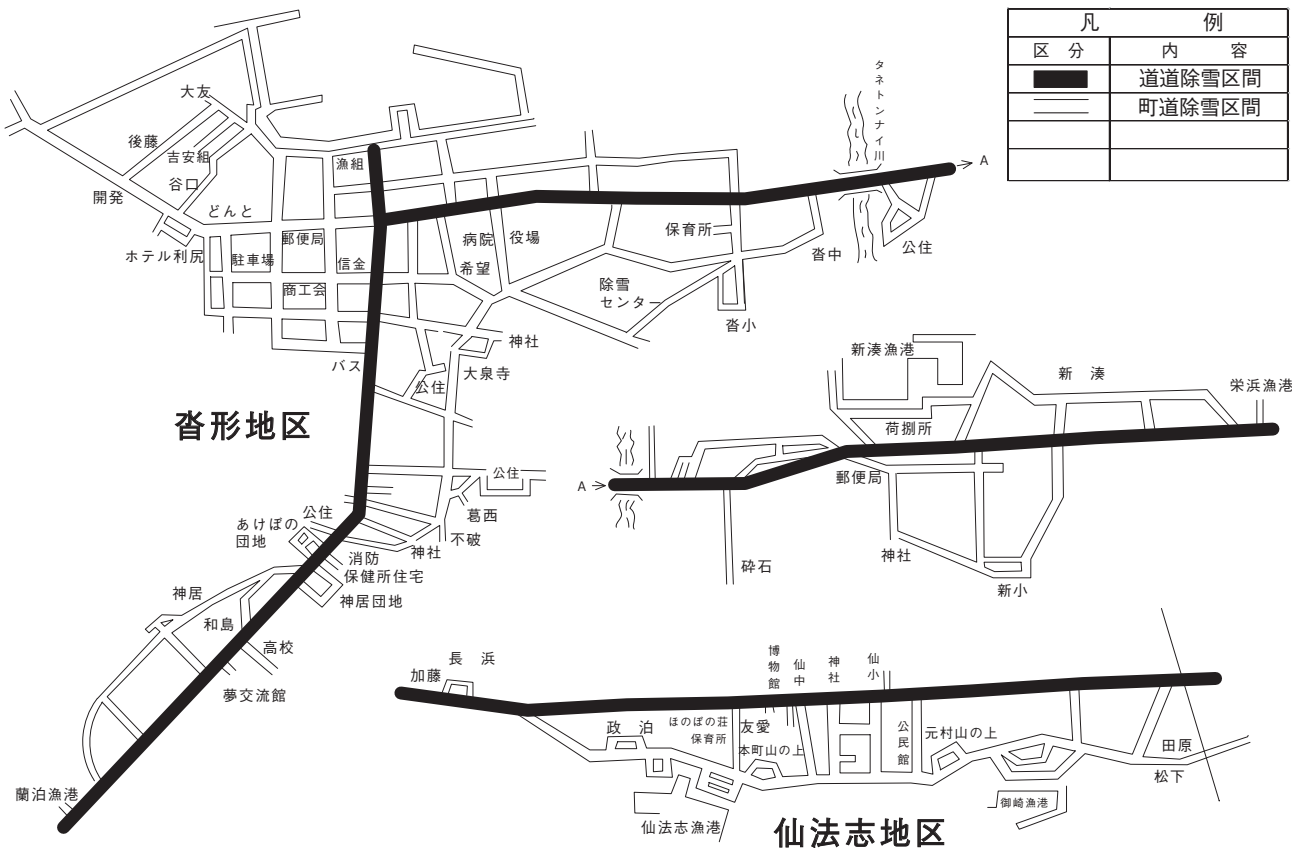 凡 例
区 分 内 容
道道除雪区間
町道除雪区間
大友
後藤
吉安組
谷口
開発
どんと
ホテル利尻
駐車場
郵便局
商工会
漁組
信金
病院
希望
役場
保育所
除雪
センター
沓小
沓中
公住
タネトンナイ川
A
神社
大泉寺
バス
公住
沓形地区
公住
葛西
不破
神社
公住
あけぼの
団地
消防
保健所住宅
神居団地
神居
和島
高校
夢交流館
蘭泊漁港
新湊漁港
新 湊
栄浜漁港
荷捌所
A
郵便局
神社
砕石
新小
長 浜
加藤
博物館
仙中
神社
仙小
政 泊
ほのぼの荘
保育所
友愛
本町山の上
公民館
元村山の上
田原
松下
御崎漁港
仙法志漁港
仙法志地区